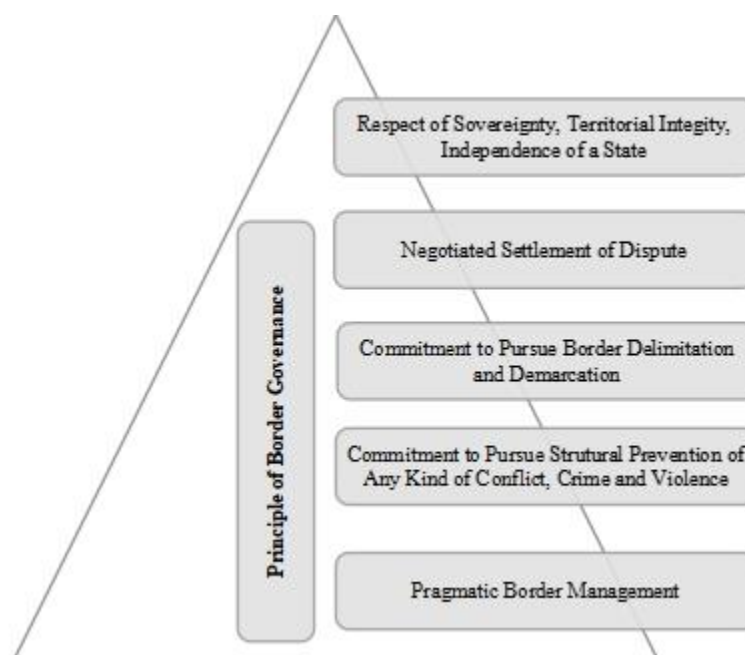 Respect of Sovereignty, Territorial Integity,
Independence of a State
Negotiated Settlement of Dispute
Principle of Border Governance
Commitment to Pursue Border Delimitation
and Demarcation
Commitment to Pursue Strutural Prevention of
Any Kind of Conflict, Crime and Violence
Pragmatic Border Management